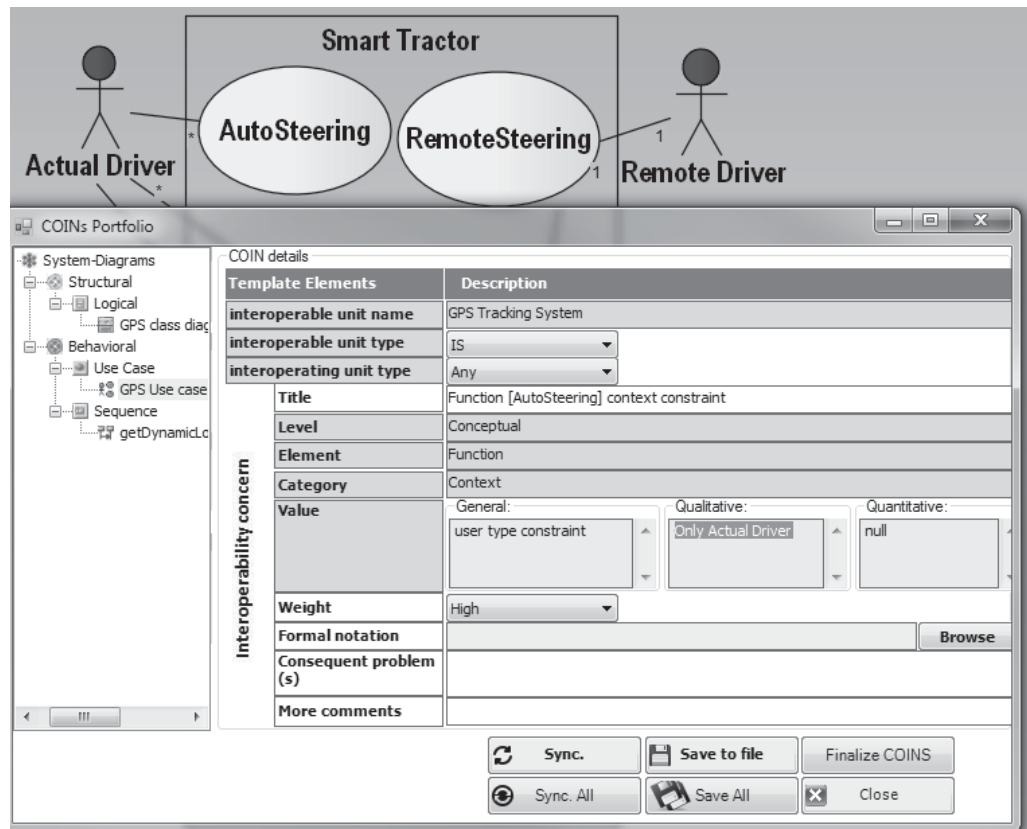 Smart Tractor
AutoSteering
RemoteSteering
*
1
1
Actual Driver
Remote Driver
*
COINs Portfolio
System-Diagrams
Structural
Logical
GPS class diag
Behavioral
Use Case
GPS Use case
Sequence
getDynamicLo
COIN details
Template Elements Description
interoperable unit name GPS Tracking System
interoperable unit type IS
interoperating unit type Any
Interoperability concern
Title Function [AutoSteering] context constraint
Level Conceptual
Element Function
Category Context
Value General: Qualitative: Quantitative:
user type constraint Only Actual Driver null
Weight High
Formal notation Browse
Consequent problem
(s)
More comments
Sync. Save to file Finalize COINS
Sync. All Save All Close